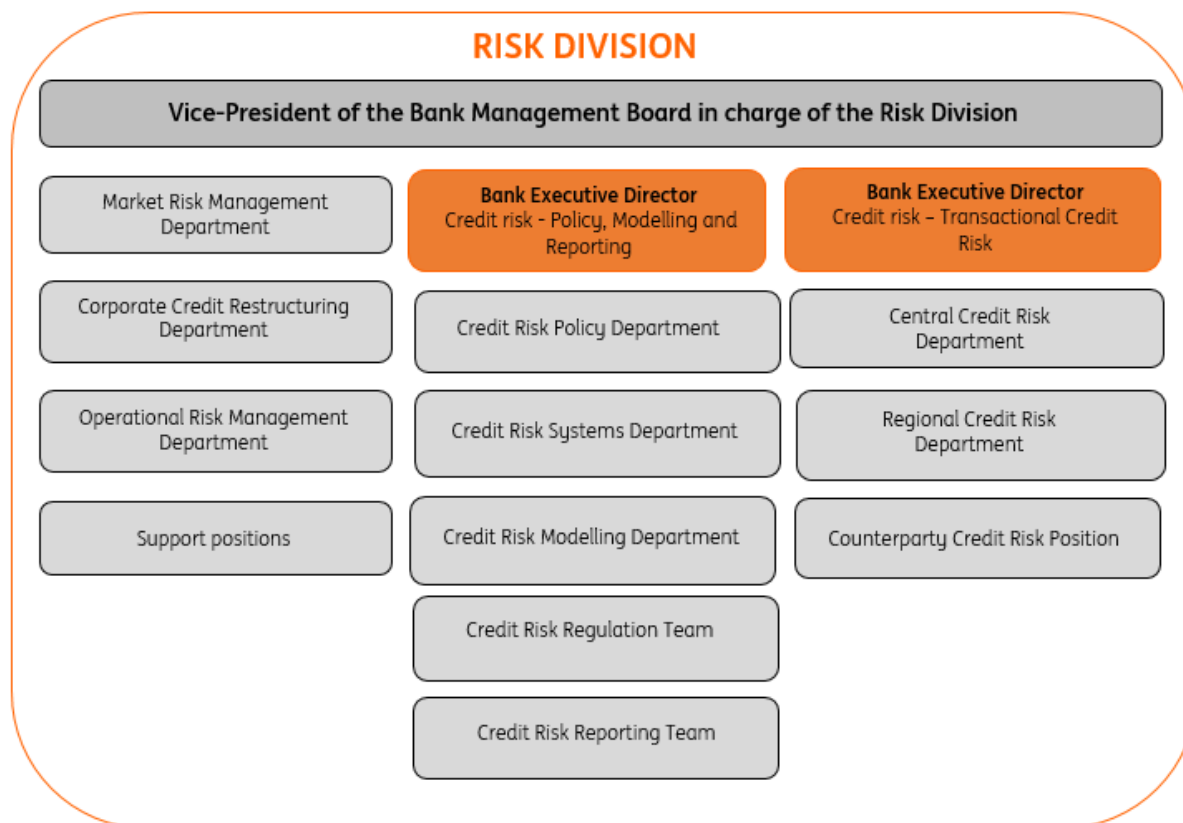 RISK DIVISION
Vice-President of the Bank Management Board in charge of the Risk Division
Market Risk Management
Department
Corporate Credit Restructuring
Department
Operational Risk Management
Department
Support positions
Bank Executive Director
Credit risk - Policy, Modelling and
Reporting
Credit Risk Policy Department
Credit Risk Systems Department
Credit Risk Modelling Department
Credit Risk Regulation Team
Credit Risk Reporting Team
Bank Executive Director
Credit risk – Transactional Credit
Risk
Central Credit Risk
Department
Regional Credit Risk
Department
Counterparty Credit Risk Position